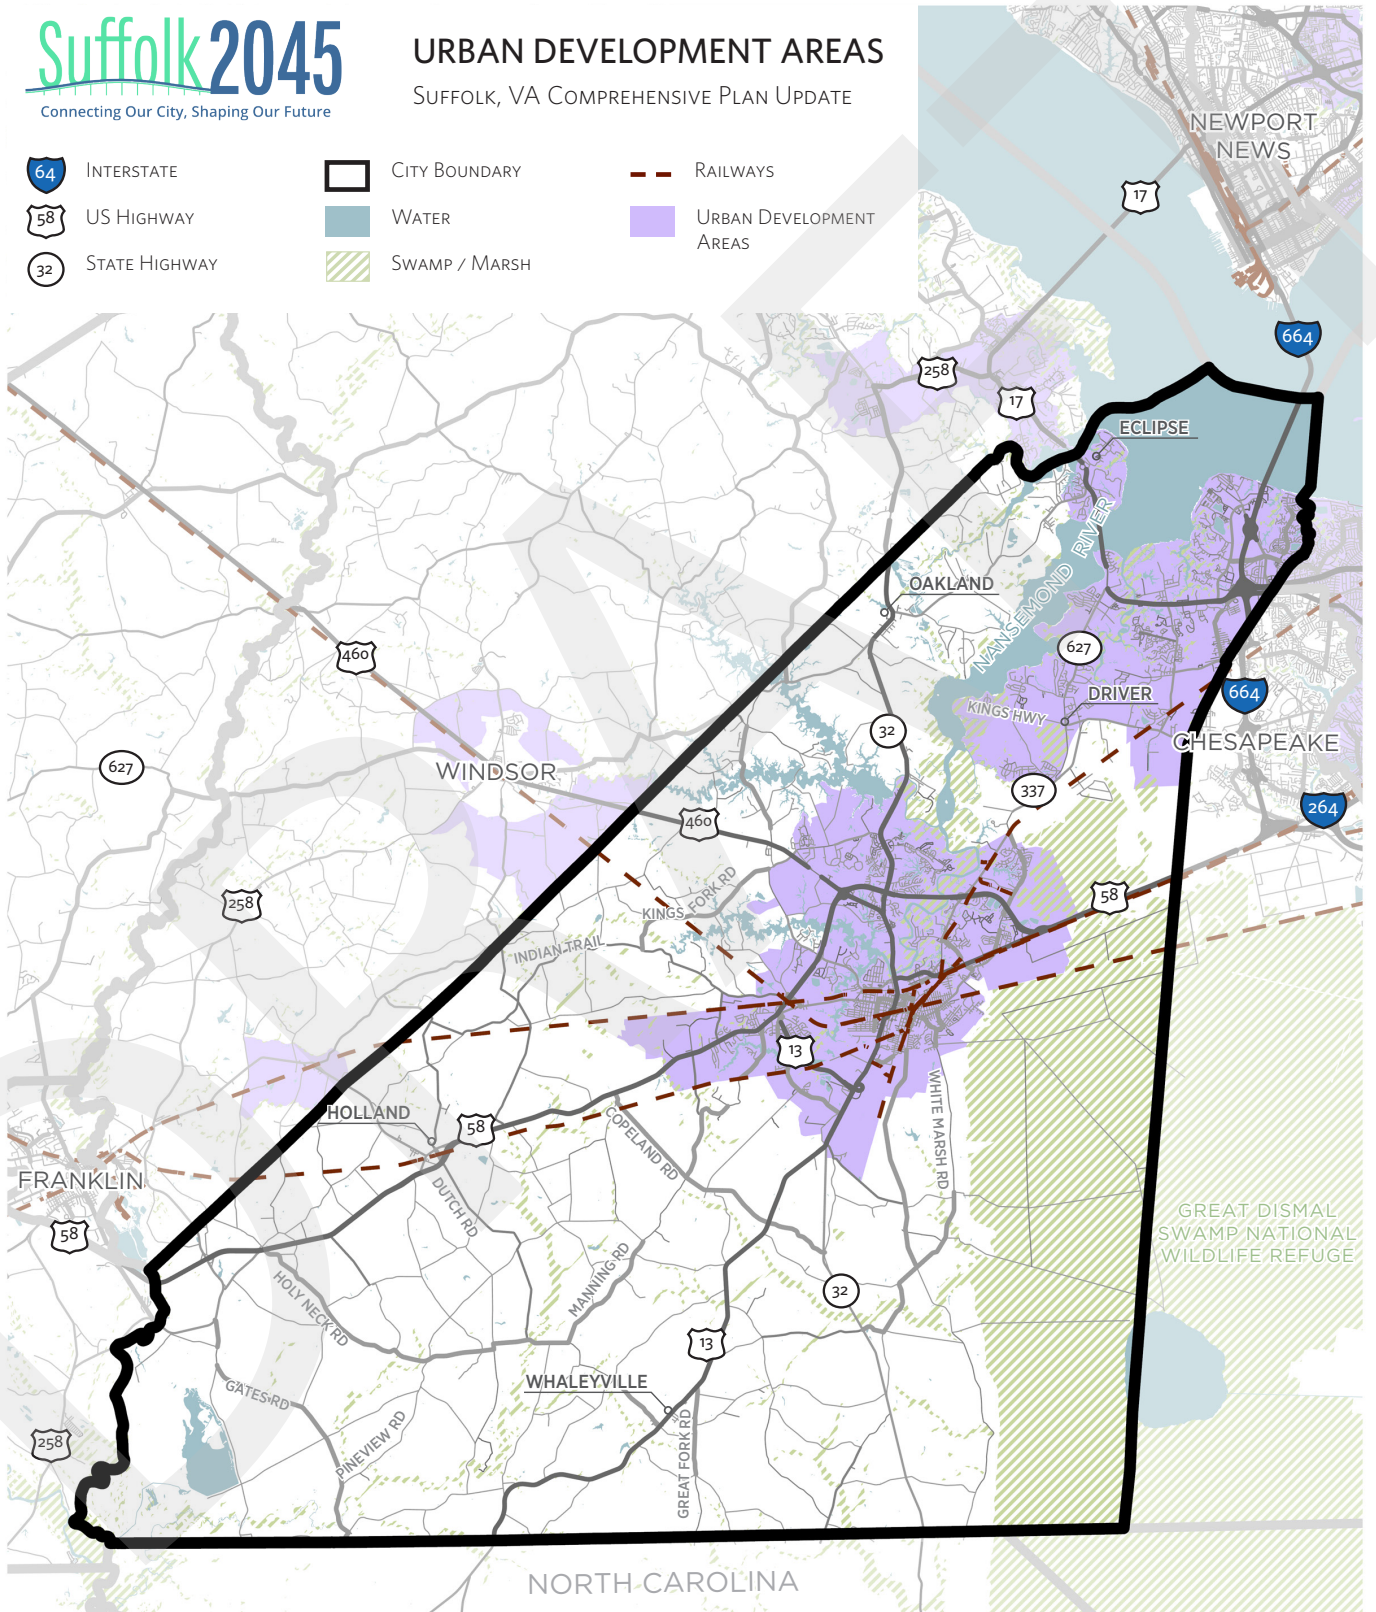 Suffolk 2045
Connecting Our City, Shaping Our Future
URBAN DEVELOPMENT AREAS
SUFFOLK, VA COMPREHENSIVE PLAN UPDATE
64 INTERSTATE
58 US HIGHWAY
32 STATE HIGHWAY
CITY BOUNDARY
WATER
SWAMP / MARSH
RAILWAYS
URBAN DEVELOPMENT
AREAS
NEWPORT
NEWS
17
664
258
17
ECLIPSE
NANSEMOND RIVER
OAKLAND
460
627
DRIVER
KINGS HWY
664
32
CHESAPEAKE
627
WINDSOR
337
264
460
258
KINGS FORK RD
58
INDIAN TRAIL
13
HOLLAND
58
COPELAND RD
WHITE MARSH RD
FRANKLIN
DUTCH RD
58
GREAT DISMAL
SWAMP NATIONAL
WILDLIFE REFUGE
HOLY NECK RD
MANNING RD
32
13
WHALEYVILLE
GATES RD
PINEVIEW RD
GREAT FORK RD
258
NORTH CAROLINA
DRAFT